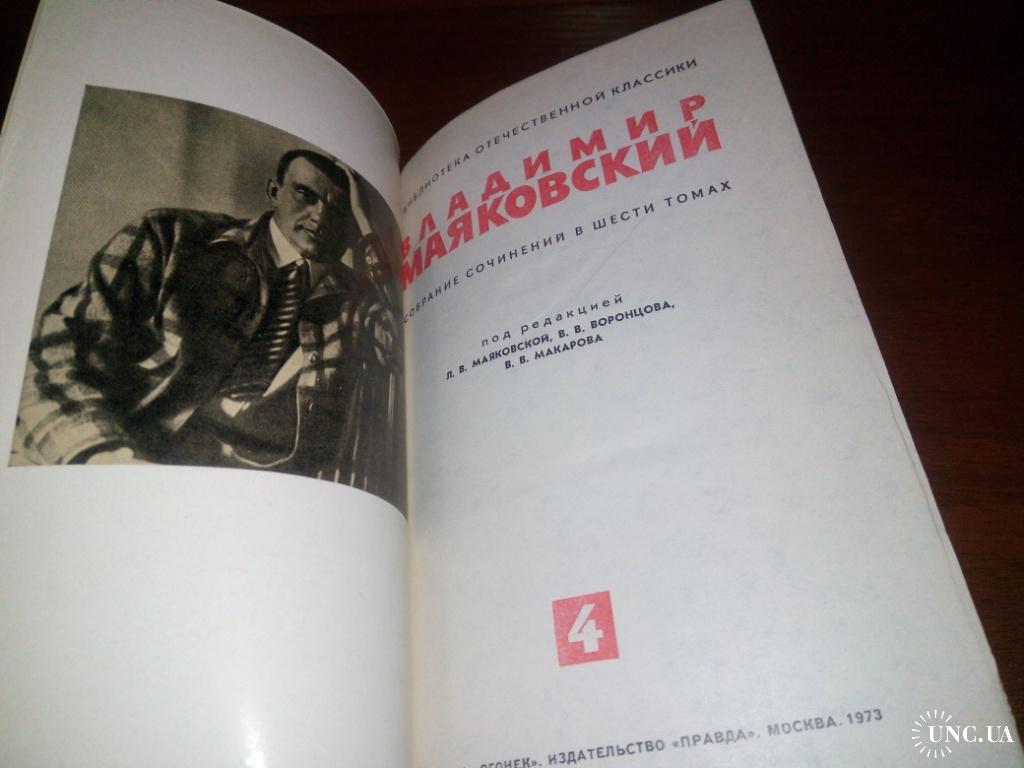 БИБЛИОТЕКА ОТЕЧЕСТВЕННОЙ КЛАССИКИ
ВЛАДИМИР
МАЯКОВСКИЙ
СОБРАНИЕ СОЧИНЕНИЙ В ШЕСТИ ТОМАХ
под редакцией
Л. В. МАЯКОВСКОЙ, В. В. ВОРОНЦОВА,
В. В. МАКАРОВА
4
ОГОНЕК». ИЗДАТЕЛЬСТВО «ПРАВДА». МОСКВА. 1973
UNC.UA